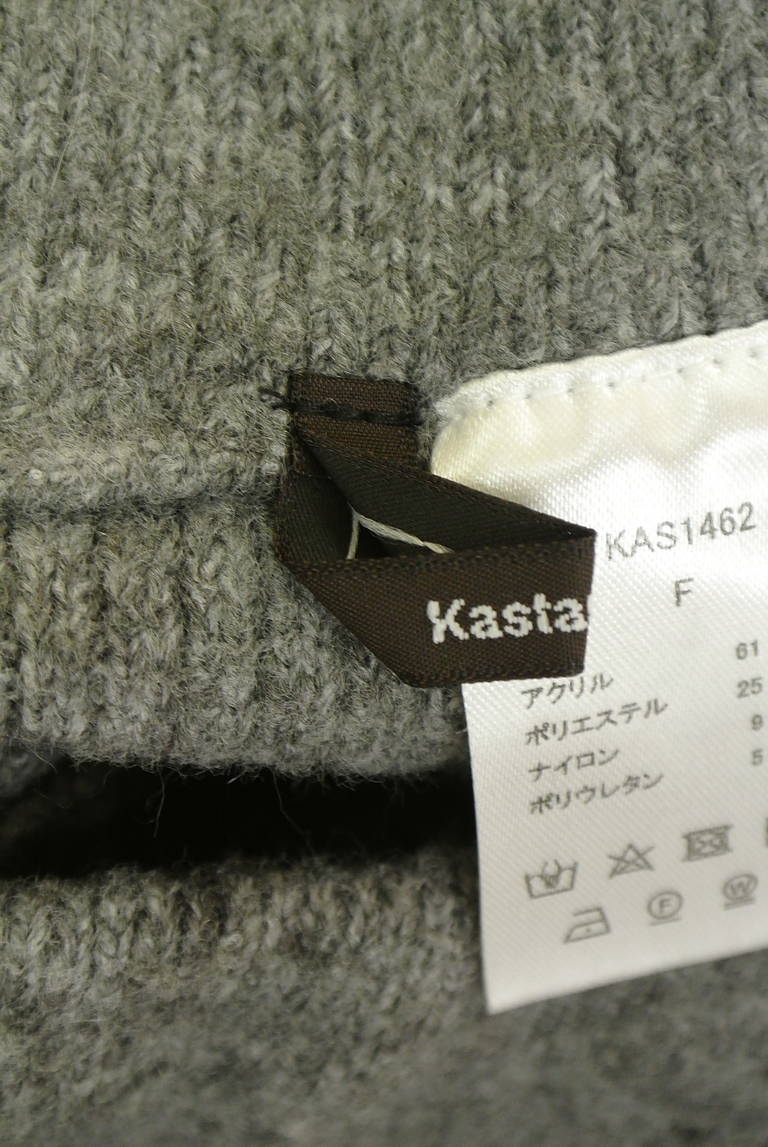 KAS1462
F
Kasta
アクリル 61
ポリエステル 25
ナイロン 9
ポリウレタン 5
F W